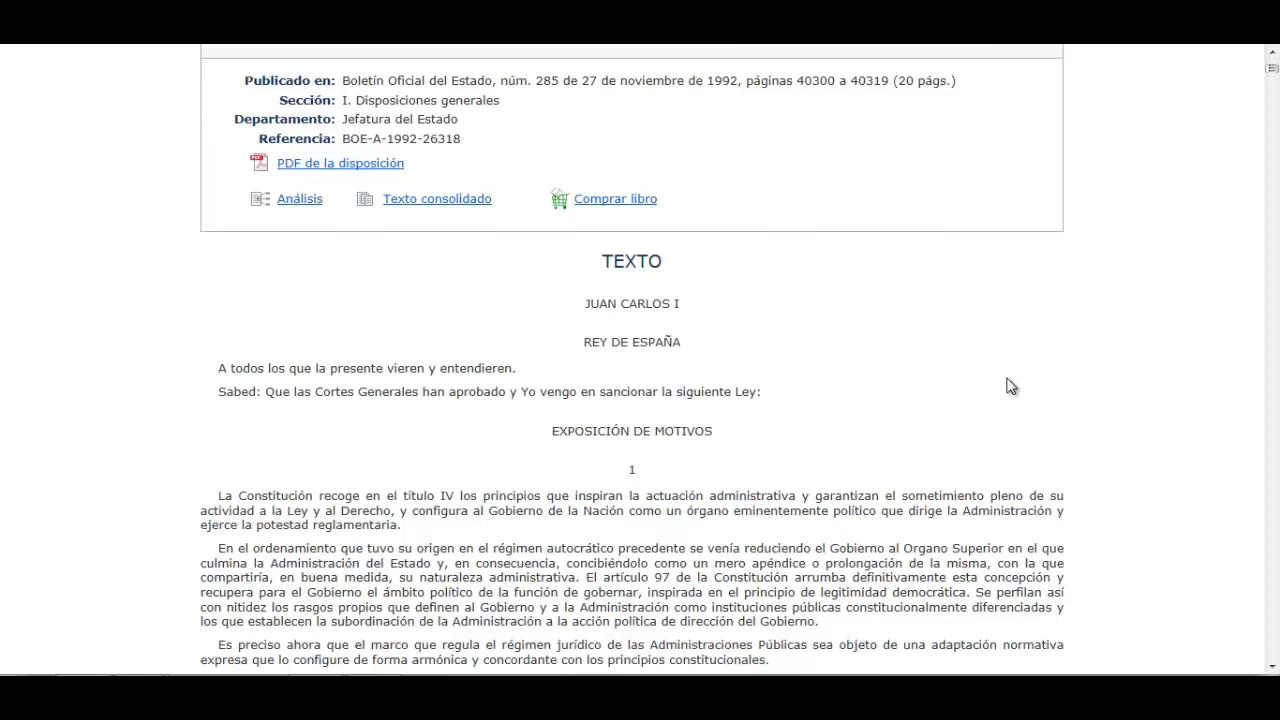 Publicado en: Boletín Oficial del Estado, núm. 285 de 27 de noviembre de 1992, páginas 40300 a 40319 (20 págs.)
Sección: I. Disposiciones generales
Departamento: Jefatura del Estado
Referencia: BOE-A-1992-26318
PDF de la disposición
Análisis Texto consolidado Comprar libro
TEXTO
JUAN CARLOS I
REY DE ESPAÑA
A todos los que la presente vieren y entendieren.
Sabed: Que las Cortes Generales han aprobado y Yo vengo en sancionar la siguiente Ley:
EXPOSICIÓN DE MOTIVOS
1
La Constitución recoge en el título IV los principios que inspiran la actuación administrativa y garantizan el sometimiento pleno de su
actividad a la Ley y al Derecho, y configura al Gobierno de la Nación como un órgano eminentemente político que dirige la Administración y
ejerce la potestad reglamentaria.
En el ordenamiento que tuvo su origen en el régimen autocrático precedente se venía reduciendo el Gobierno al Organo Superior en el que
culmina la Administración del Estado y, en consecuencia, concibiéndolo como un mero apéndice o prolongación de la misma, con la que
compartiría, en buena medida, su naturaleza administrativa. El artículo 97 de la Constitución arrumba definitivamente esta concepción y
recupera para el Gobierno el ámbito político de la función de gobernar, inspirada en el principio de legitimidad democrática. Se perfilan así
con nitidez los rasgos propios que definen al Gobierno y a la Administración como instituciones públicas constitucionalmente diferenciadas y
los que establecen la subordinación de la Administración a la acción política de dirección del Gobierno.
Es preciso ahora que el marco que regula el régimen jurídico de las Administraciones Públicas sea objeto de una adaptación normativa
expresa que lo configure de forma armónica y concordante con los principios constitucionales.